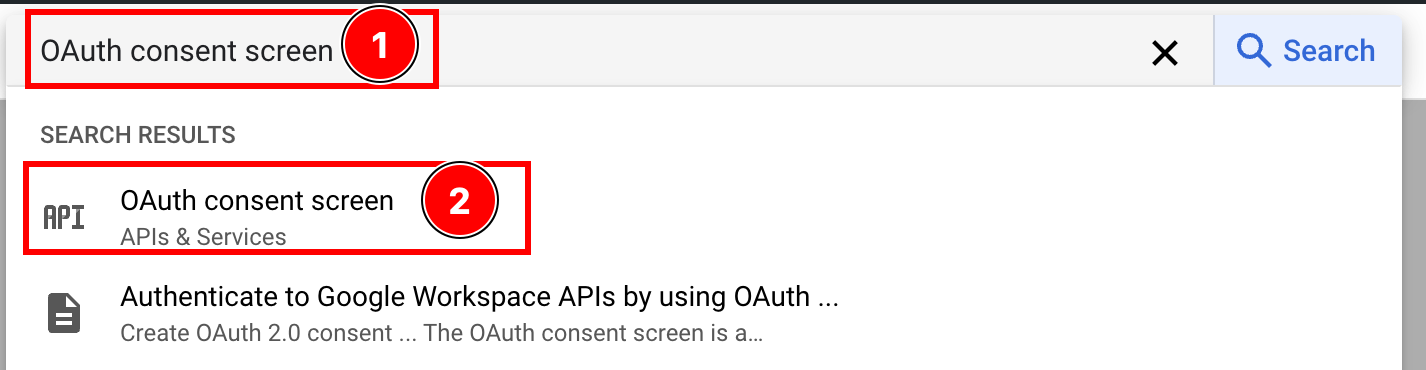 OAuth consent screen 1 Search
SEARCH RESULTS
API OAuth consent screen 2
APIs & Services
Authenticate to Google Workspace APIs by using OAuth ...
Create OAuth 2.0 consent ... The OAuth consent screen is a...